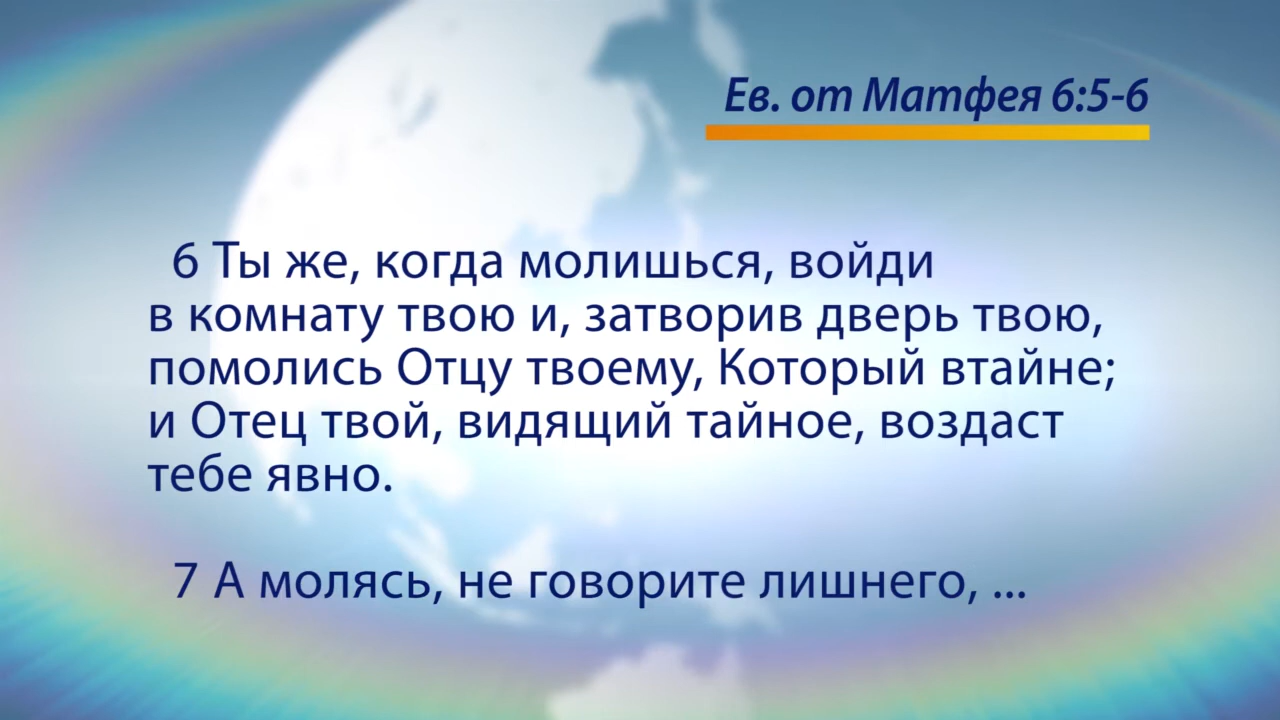 Ев. от Матфея 6:5-6
6 Ты же, когда молишься, войди
в комнату твою и, затворив дверь твою,
помолись Отцу твоему, Который втайне;
и Отец твой, видящий тайное, воздаст
тебе явно.
7 А молясь, не говорите лишнего, ...